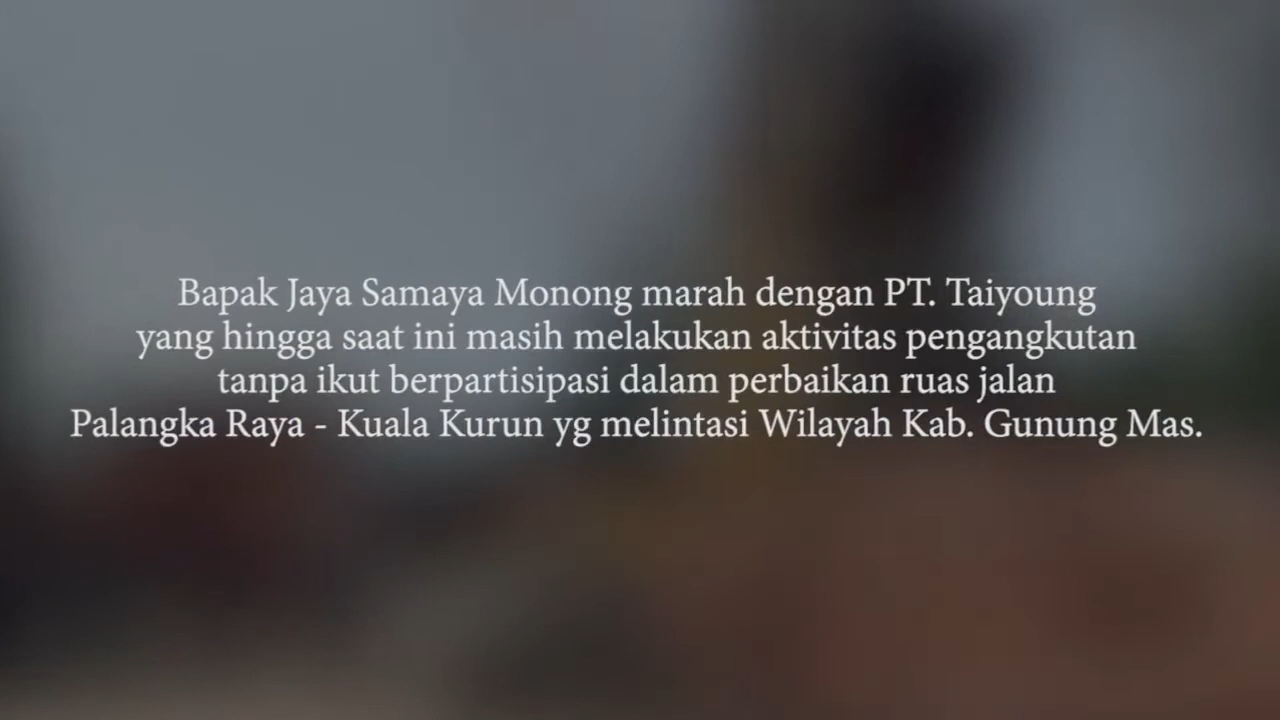 Bapak Jaya Samaya Monong marah dengan PT. Taiyoung
yang hingga saat ini masih melakukan aktivitas pengangkutan
tanpa ikut berpartisipasi dalam perbaikan ruas jalan
Palangka Raya - Kuala Kurun yg melintasi Wilayah Kab. Gunung Mas.